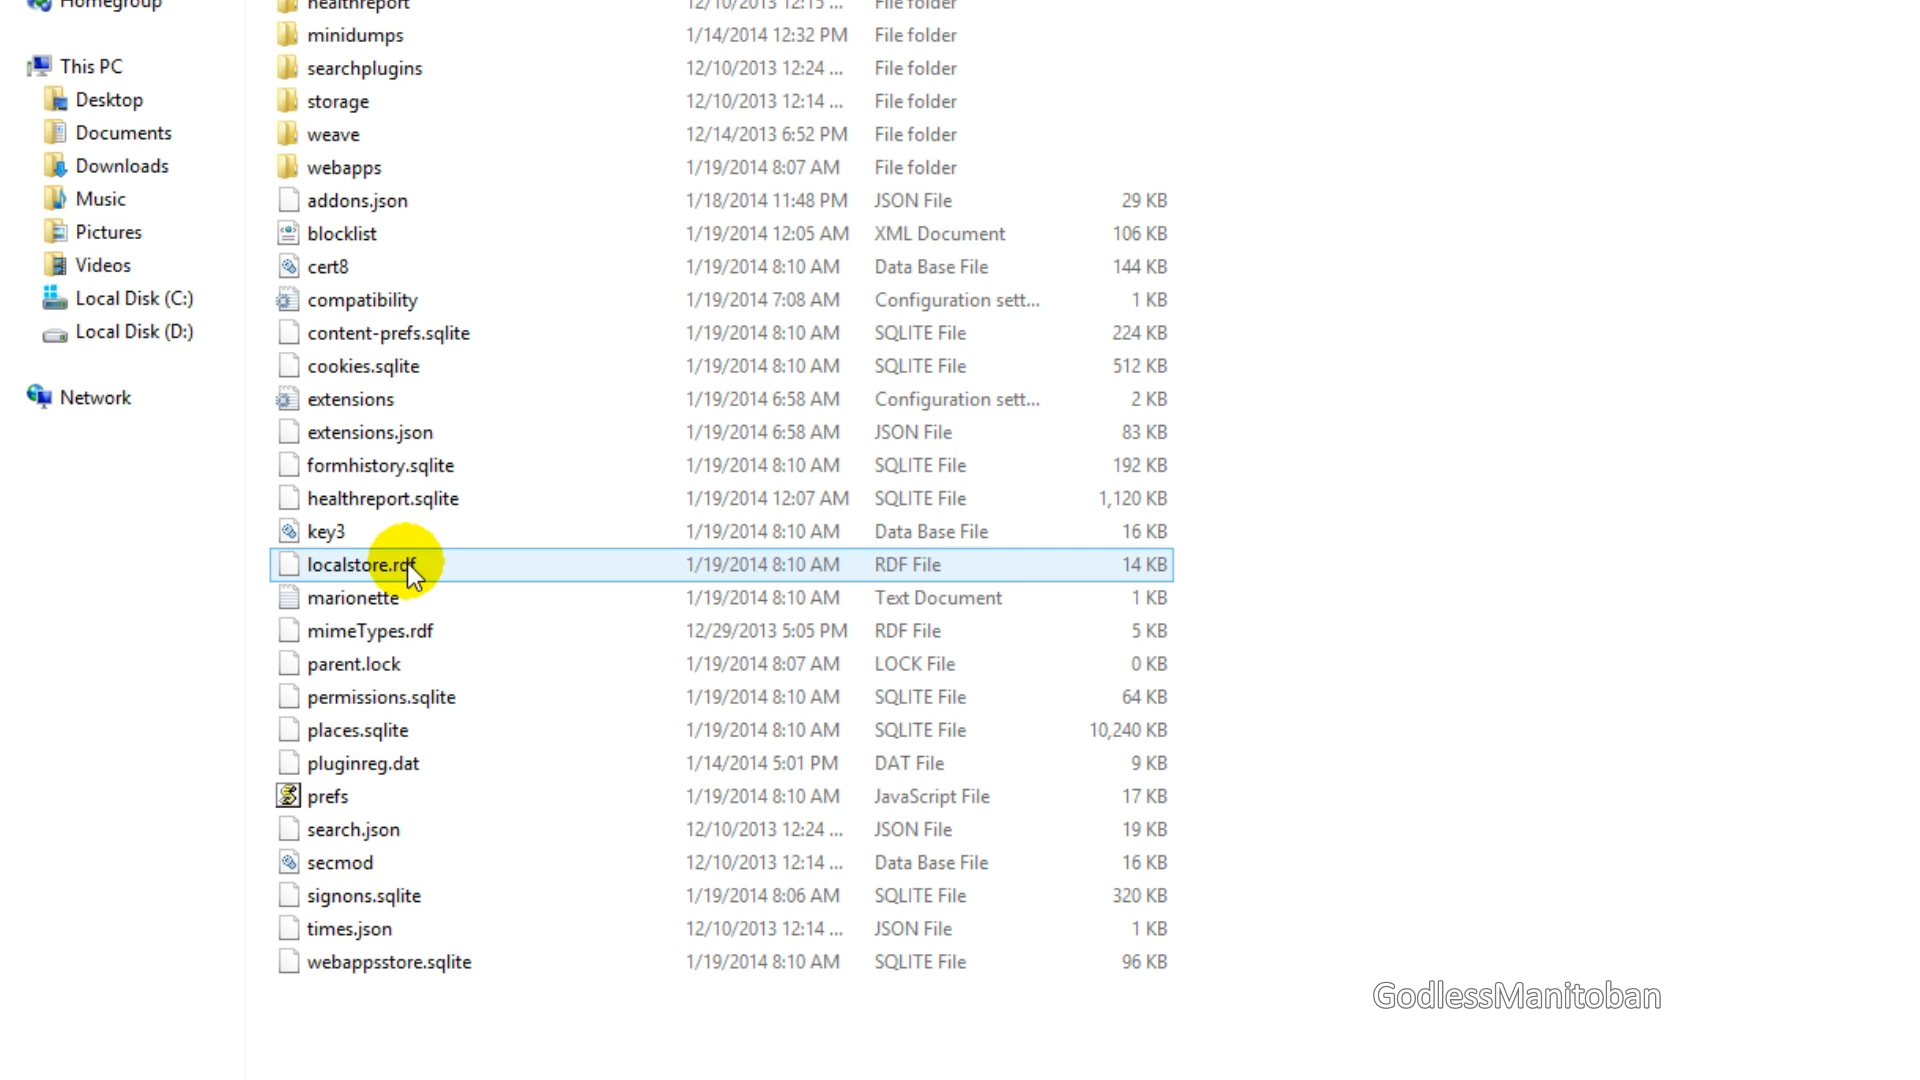 Homegroup
This PC
Desktop
Documents
Downloads
Music
Pictures
Videos
Local Disk (C:)
Local Disk (D:)
Network
healthreport 12/10/2013 12:15 ... File folder
minidumps 1/14/2014 12:32 PM File folder
searchplugins 12/10/2013 12:24 ... File folder
storage 12/10/2013 12:14 ... File folder
weave 12/14/2013 6:52 PM File folder
webapps 1/19/2014 8:07 AM File folder
addons.json 1/18/2014 11:48 PM JSON File 29 KB
blocklist 1/19/2014 12:05 AM XML Document 106 KB
cert8 1/19/2014 8:10 AM Data Base File 144 KB
compatibility 1/19/2014 7:08 AM Configuration sett... 1 KB
content-prefs.sqlite 1/19/2014 8:10 AM SQLITE File 224 KB
cookies.sqlite 1/19/2014 8:10 AM SQLITE File 512 KB
extensions 1/19/2014 6:58 AM Configuration sett... 2 KB
extensions.json 1/19/2014 6:58 AM JSON File 83 KB
formhistory.sqlite 1/19/2014 8:10 AM SQLITE File 192 KB
healthreport.sqlite 1/19/2014 12:07 AM SQLITE File 1,120 KB
key3 1/19/2014 8:10 AM Data Base File 16 KB
localstore.rdf 1/19/2014 8:10 AM RDF File 14 KB
marionette 1/19/2014 8:10 AM Text Document 1 KB
mimeTypes.rdf 12/29/2013 5:05 PM RDF File 5 KB
parent.lock 1/19/2014 8:07 AM LOCK File 0 KB
permissions.sqlite 1/19/2014 8:10 AM SQLITE File 64 KB
places.sqlite 1/19/2014 8:10 AM SQLITE File 10,240 KB
pluginreg.dat 1/14/2014 5:01 PM DAT File 9 KB
prefs 1/19/2014 8:10 AM JavaScript File 17 KB
search.json 12/10/2013 12:24 ... JSON File 19 KB
secmod 12/10/2013 12:14 ... Data Base File 16 KB
signons.sqlite 1/19/2014 8:06 AM SQLITE File 320 KB
times.json 12/10/2013 12:14 ... JSON File 1 KB
webappsstore.sqlite 1/19/2014 8:10 AM SQLITE File 96 KB
GodlessManitoban